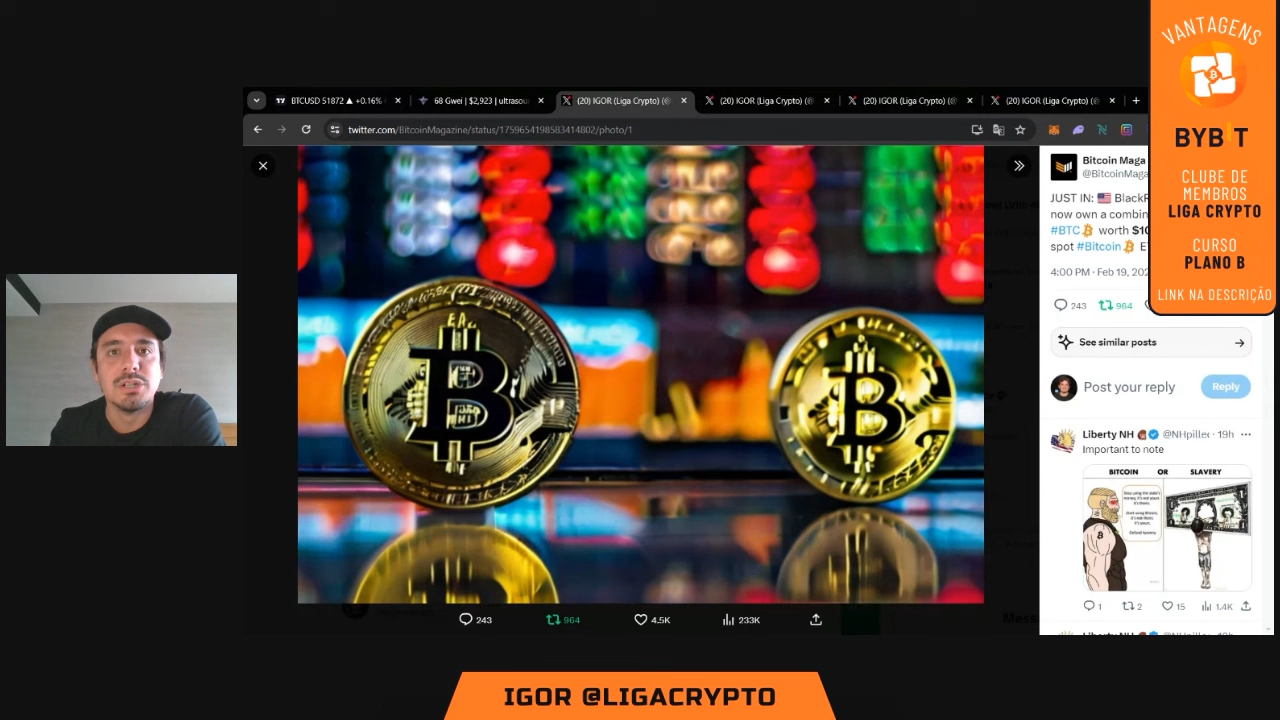 BTCUSD 51872 ▲ +0.16%
68 Gwei | $2,923 | ultrasou
(20) IGOR (Liga Crypto) (@
(20) IGOR (Liga Crypto) (@
(20) IGOR (Liga Crypto) (@
(20) IGOR (Liga Crypto) (@
twitter.com/BitcoinMagazine/status/1759654198583414802/photo/1
VANTAGENS
BYBIT
CLUBE DE
MEMBROS
LIGA CRYPTO
CURSO
PLANO B
LINK NA DESCRIÇÃO
Bitcoin Maga
@BitcoinMaga
JUST IN: 🇺🇸 BlackR
now own a combin
#BTC worth $10
spot #Bitcoin E
4:00 PM · Feb 19, 202
243 964
See similar posts
Post your reply
Reply
Liberty NH @NHpillec · 19h
Important to note
BITCOIN OR SLAVERY
1 2 15 1.4K
243 964 4.5K 233K
IGOR @LIGACRYPTO